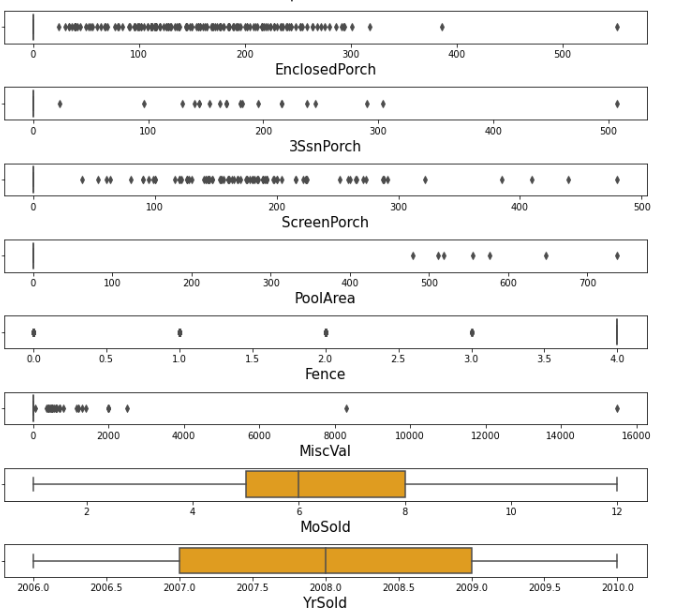 0 100 200 300 400 500
EnclosedPorch
0 100 200 300 400 500
3SsnPorch
0 100 200 300 400 500
ScreenPorch
0 100 200 300 400 500 600 700
PoolArea
0.0 0.5 1.0 1.5 2.0 2.5 3.0 3.5 4.0
Fence
0 2000 4000 6000 8000 10000 12000 14000 16000
MiscVal
2 4 6 8 10 12
MoSold
2006.0 2006.5 2007.0 2007.5 2008.0 2008.5 2009.0 2009.5 2010.0
YrSold